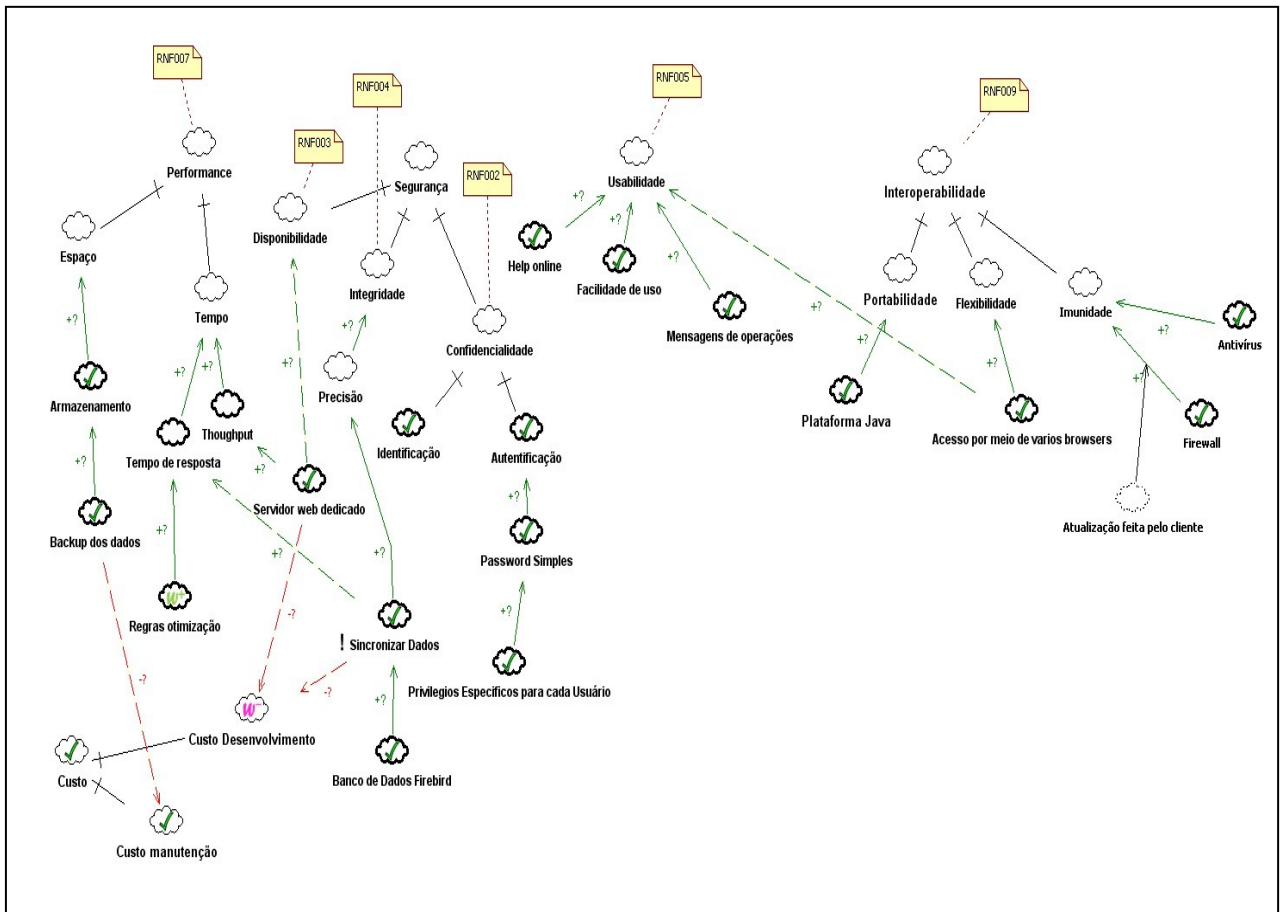 RNF007
RNF004
RNF005
RNF009
RNF003
RNF002
Performance
Segurança
Usabilidade
Interoperabilidade
Disponibilidade
Espaço
Help online
+?
+?
+?
Facilidade de uso
Integridade
Portabilidade
Flexibilidade
Imunidade
Tempo
Mensagens de operações
+?
+?
+?
+?
Confidencialidade
Antivírus
+?
+?
+?
+?
Precisão
+?
+?
Armazenamento
Thoughput
Plataforma Java
Acesso por meio de varios browsers
Firewall
Tempo de resposta
Identificação
Autentificação
+?
+?
+?
Servidor web dedicado
+?
Backup dos dados
Atualização feita pelo cliente
+?
+?
+?
Password Simples
W+
Regras otimização
+?
! Sincronizar Dados
-?
-?
-?
Privilegios Específicos para cada Usuário
W-
Custo Desenvolvimento
+?
Custo
Banco de Dados Firebird
Custo manutenção